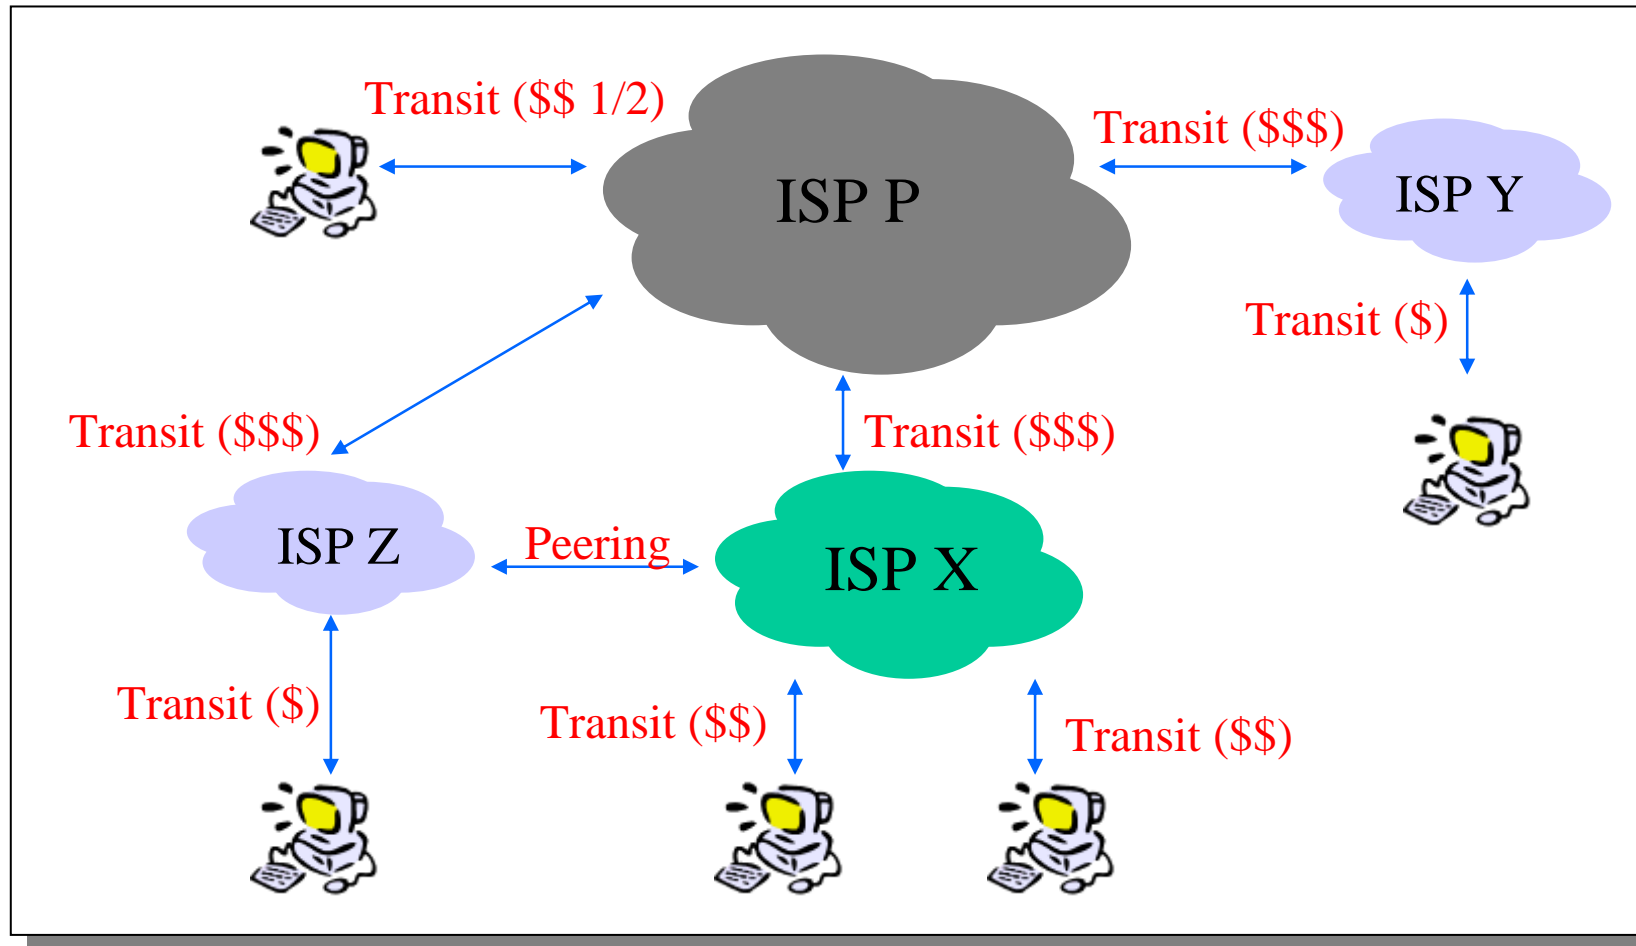 Transit ($$ 1/2)
Transit ($$$)
ISP P
ISP Y
Transit ($)
Transit ($$$)
Transit ($$$)
ISP Z
Peering
ISP X
Transit ($)
Transit ($$)
Transit ($$)